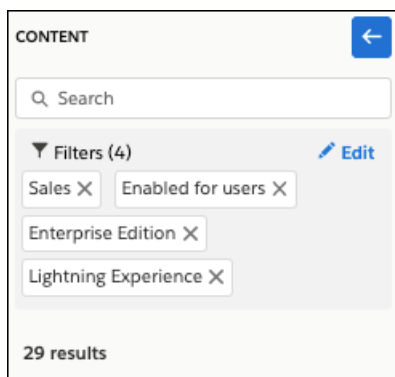 CONTENT
Search
Filters (4)
Edit
Sales
Enabled for users
Enterprise Edition
Lightning Experience
29 results